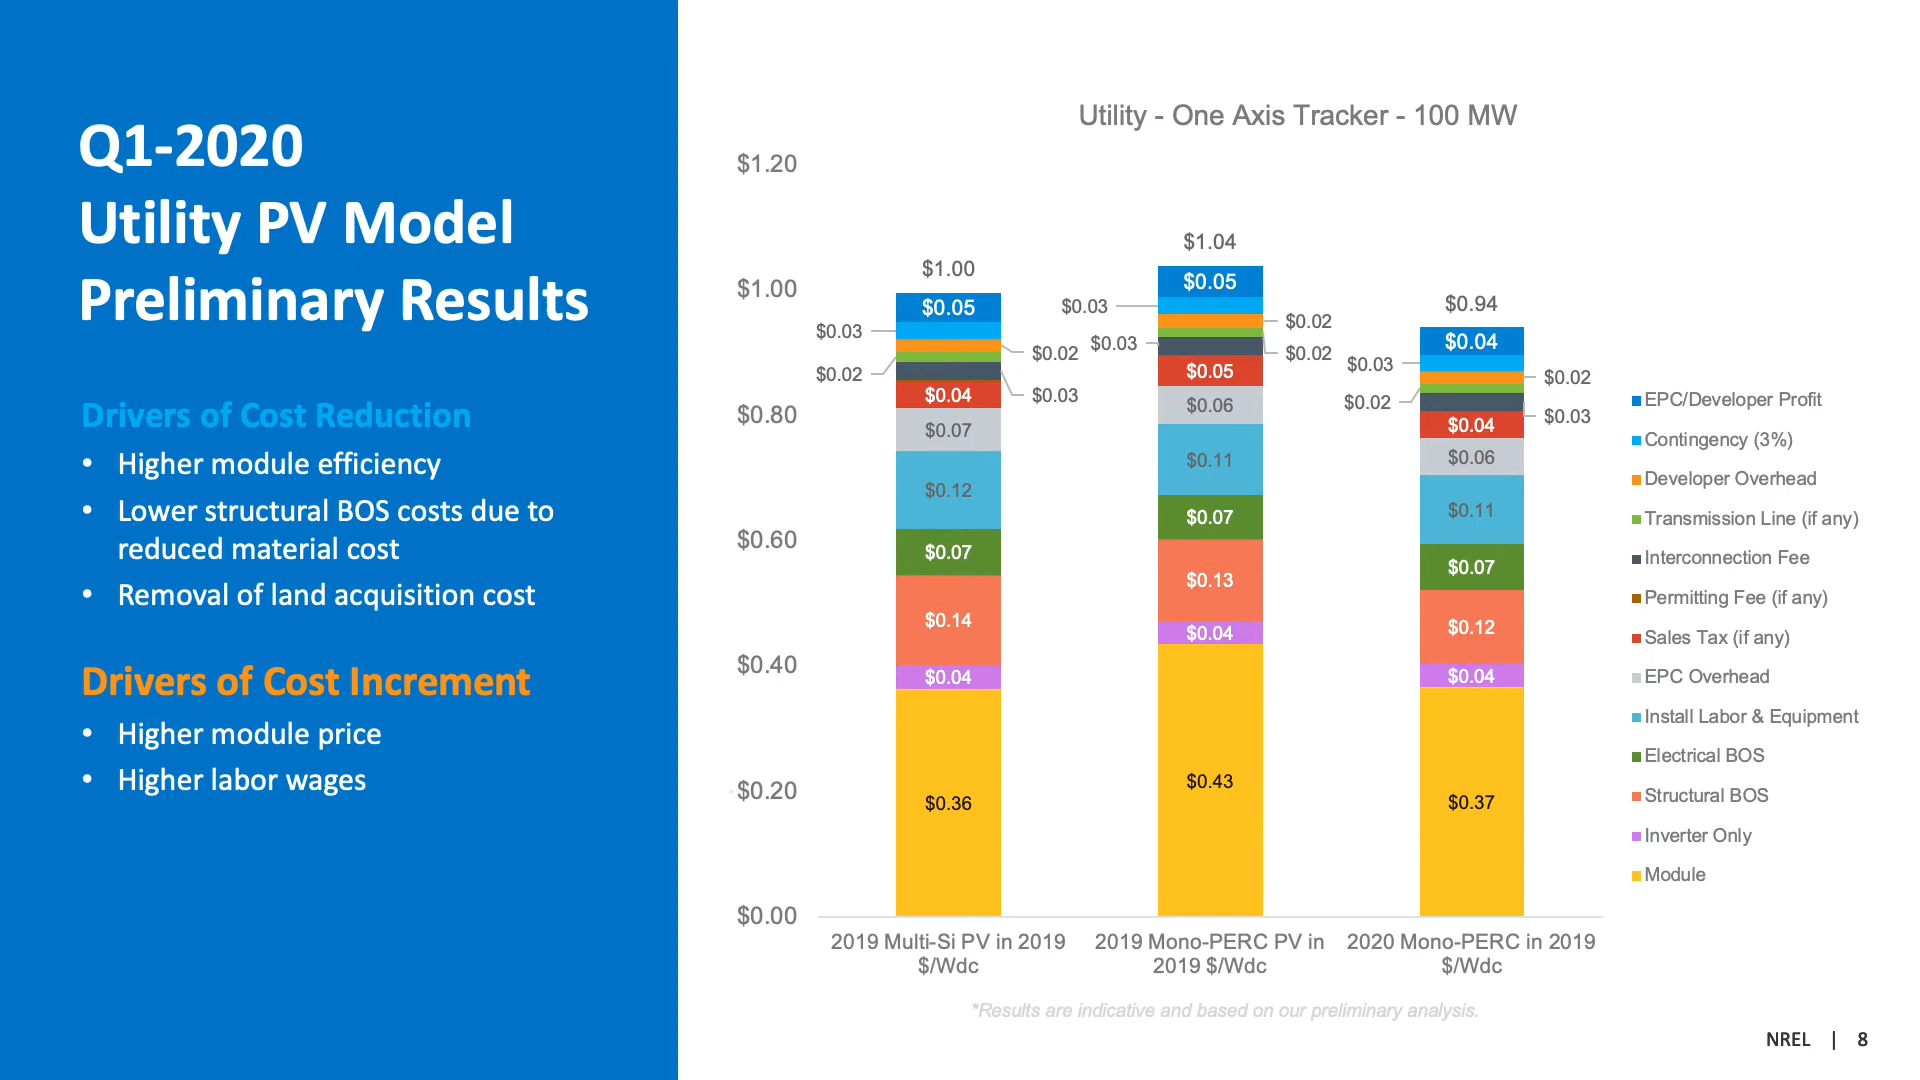 Q1-2020
Utility PV Model
Preliminary Results
Drivers of Cost Reduction
• Higher module efficiency
• Lower structural BOS costs due to
reduced material cost
• Removal of land acquisition cost
Drivers of Cost Increment
• Higher module price
• Higher labor wages
Utility - One Axis Tracker - 100 MW
$1.20
$1.00
$0.80
$0.60
$0.40
$0.20
$0.00
$1.00
$0.05
$0.03
$0.02
$0.02
$0.03
$0.04
$0.07
$0.12
$0.07
$0.14
$0.04
$0.36
2019 Multi-Si PV in 2019
$/Wdc
$1.04
$0.05
$0.03
$0.02
$0.03
$0.02
$0.05
$0.06
$0.11
$0.07
$0.13
$0.04
$0.43
2019 Mono-PERC PV in
2019 $/Wdc
$0.94
$0.04
$0.03
$0.02
$0.02
$0.03
$0.04
$0.06
$0.11
$0.07
$0.12
$0.04
$0.37
2020 Mono-PERC in 2019
$/Wdc
EPC/Developer Profit
Contingency (3%)
Developer Overhead
Transmission Line (if any)
Interconnection Fee
Permitting Fee (if any)
Sales Tax (if any)
EPC Overhead
Install Labor & Equipment
Electrical BOS
Structural BOS
Inverter Only
Module
*Results are indicative and based on our preliminary analysis.
NREL | 8